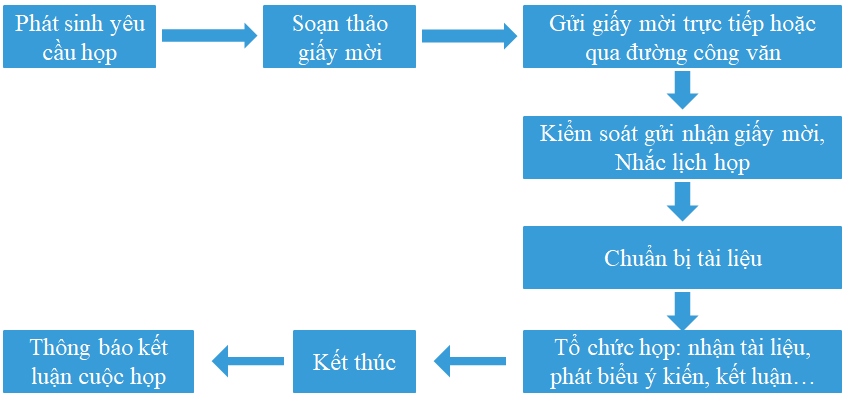 Phát sinh yêu
cầu họp
Soạn thảo
giấy mời
Gửi giấy mời trực tiếp hoặc
qua đường công văn
Kiểm soát gửi nhận giấy mời,
Nhắc lịch họp
Chuẩn bị tài liệu
Tổ chức họp: nhận tài liệu,
phát biểu ý kiến, kết luận…
Kết thúc
Thông báo kết
luận cuộc họp